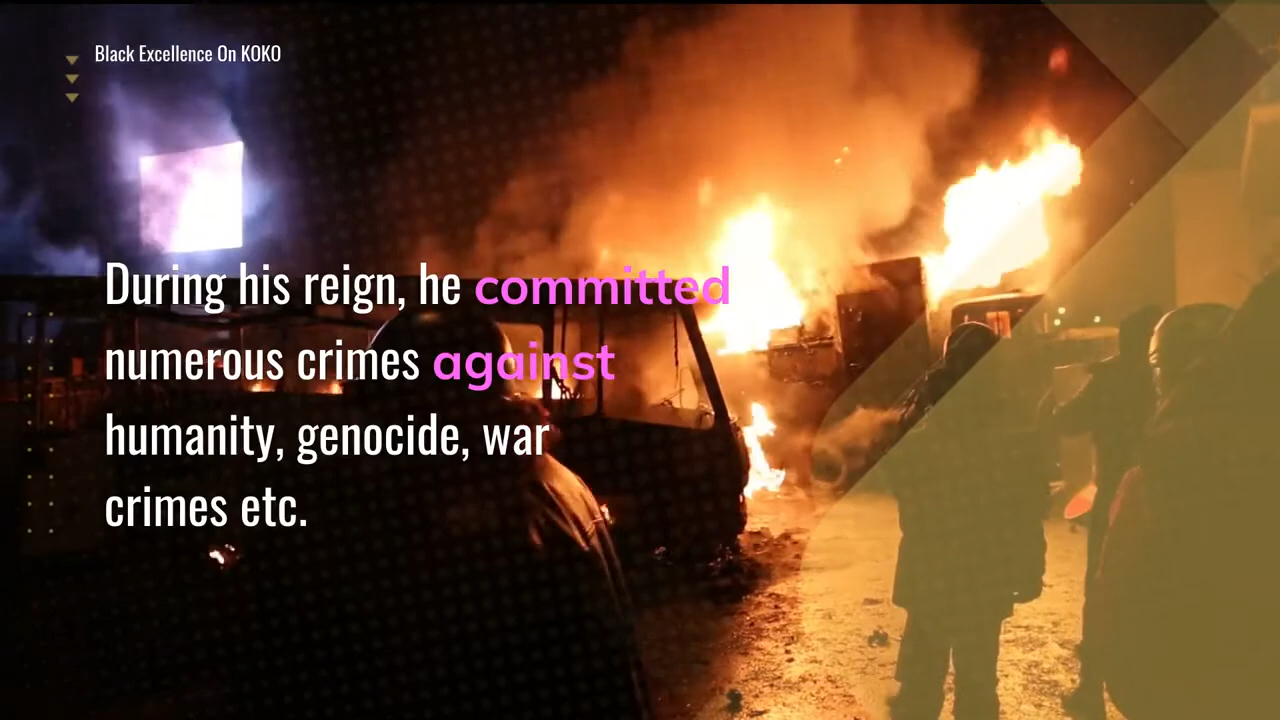 Black Excellence On KOKO
During his reign, he committed
numerous crimes against
humanity, genocide, war
crimes etc.